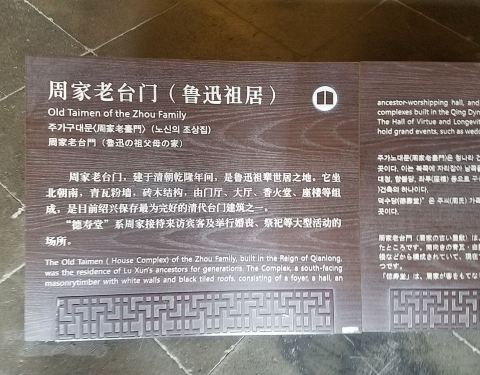 周家老台门（鲁迅祖居）
Old Taimen of the Zhou Family
주가구대문〈周家老臺門〉（노신의 조상집）
周家老台門（魯迅の祖父母の家）
周家老台门，建于清朝乾隆年间，是鲁迅祖辈世居之地。它坐
北朝南，青瓦粉墙，砖木结构，由门厅、大厅、香火堂、座楼等组
成，是目前绍兴保存最为完好的清代台门建筑之一。
“德寿堂”系周家接待来访宾客及举行婚丧、祭祀等大型活动的
场所。
The Old Taimen ( House Complex) of the Zhou Family, built in the Reign of Qianlong,
was the residence of Lu Xun's ancestors for generations. The Complex, a south-facing
masonrytimber with white walls and black tiled roofs, consisting of a foyer, a hall, an
ancestor-worshipping hall, and
complexes built in the Qing Dyn
The Hall of Virtue and Longevit
hold grand events, such as wed